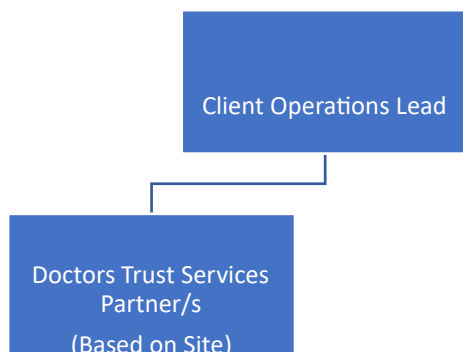 Client Operations Lead
Doctors Trust Services
Partner/s
(Based on Site)